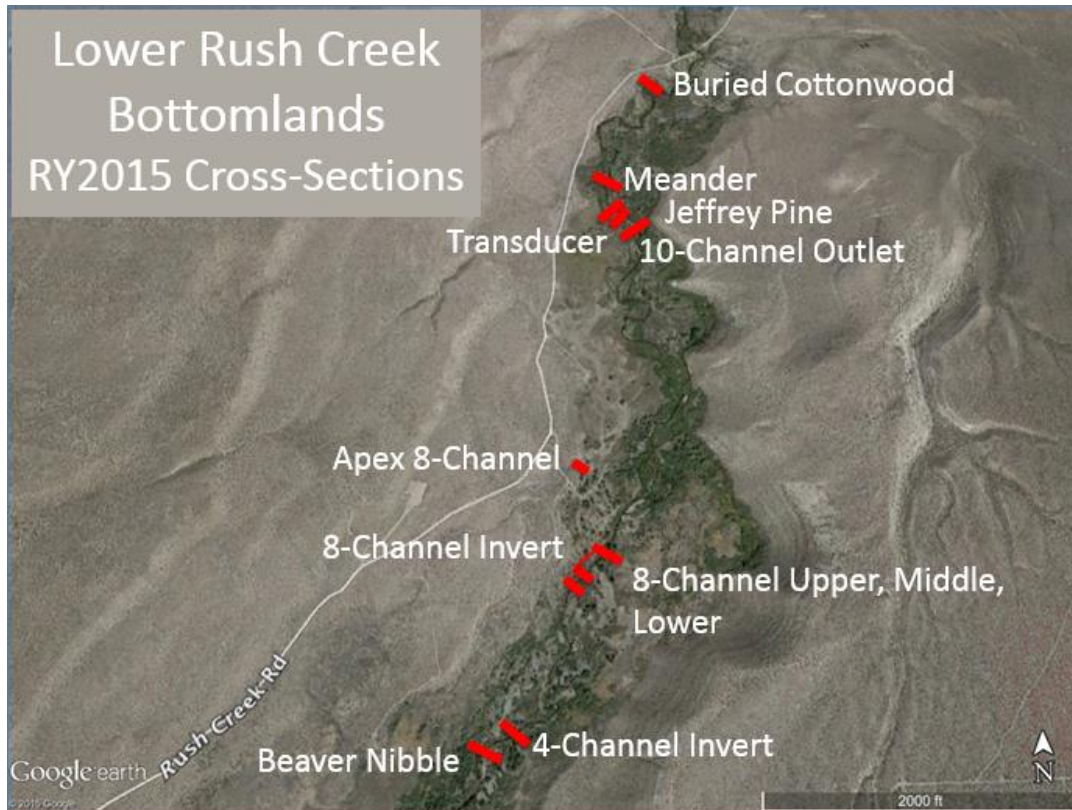 Lower Rush Creek
Bottomlands
RY2015 Cross-Sections
Buried Cottonwood
Meander
Jeffrey Pine
Transducer
10-Channel Outlet
Apex 8-Channel
8-Channel Invert
8-Channel Upper, Middle,
Lower
Rush Creek Rd
4-Channel Invert
Beaver Nibble
Google earth
© 2015 Google
N
2000 ft